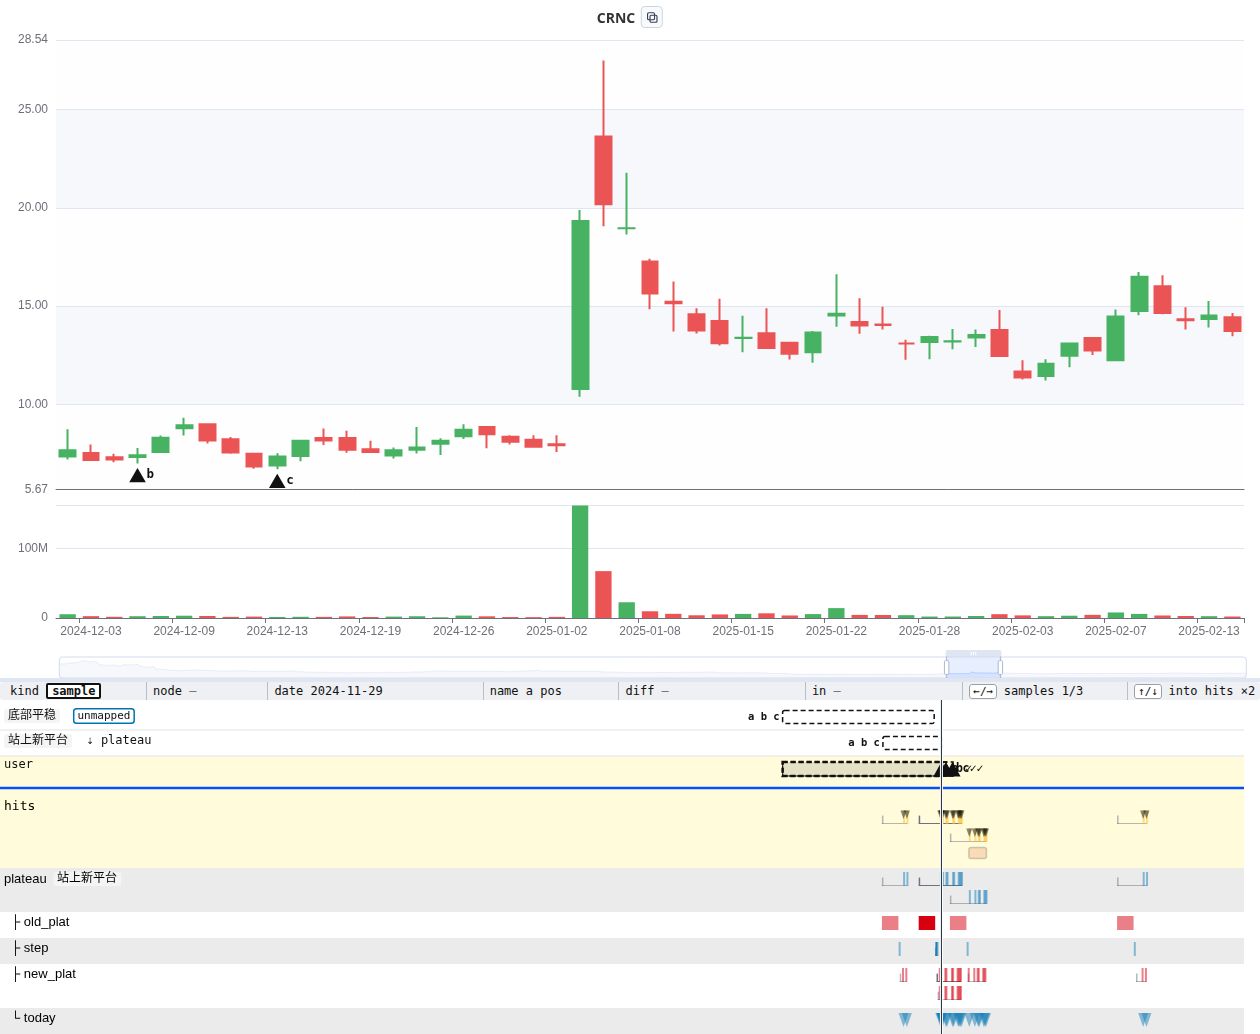 CRNC
28.54
25.00
20.00
15.00
10.00
b
c
5.67
100M
0
2024-12-03 2024-12-09 2024-12-13 2024-12-19 2024-12-26 2025-01-02 2025-01-08 2025-01-15 2025-01-22 2025-01-28 2025-02-03 2025-02-07 2025-02-13
kind sample node — date 2024-11-29 name a pos diff — in — ←/→ samples 1/3 ↑/↓ into hits ×2
底部平稳 unmapped a b c
站上新平台 ↓ plateau a b c
user bc✓✓✓
hits
plateau 站上新平台
├ old_plat
├ step
├ new_plat
└ today